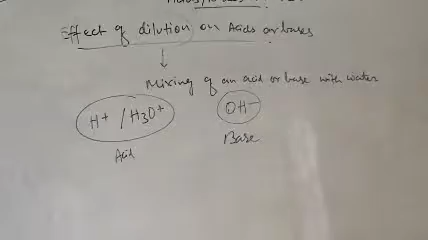 Effect of dilution on Acids or bases
↓
Mixing of an acid or base with water
H+ / H3O+ OH-
Acid Base